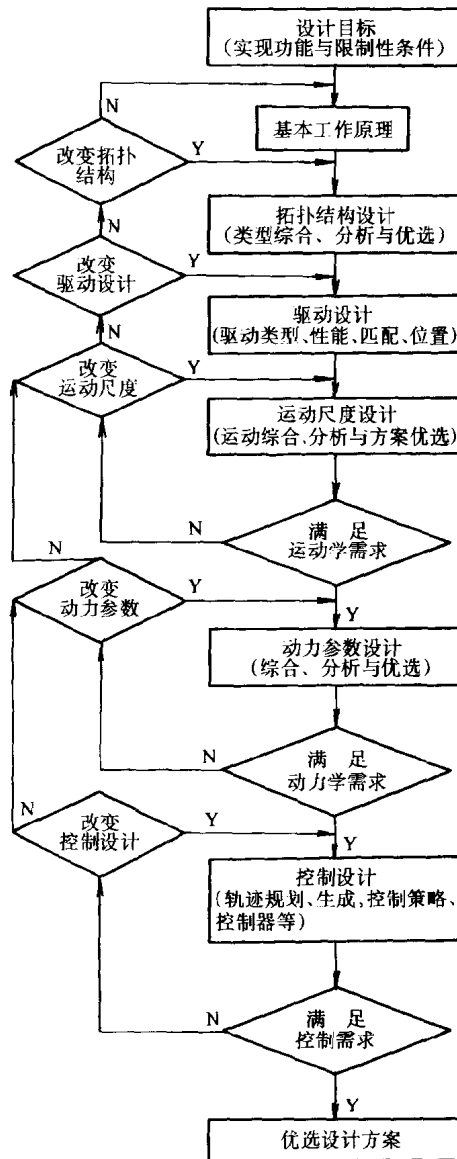 设计目标
(实现功能与限制性条件)
N
基本工作原理
改变拓扑
结构
Y
N
拓扑结构设计
(类型综合、分析与优选)
改变
驱动设计
Y
N
驱动设计
(驱动类型、性能、匹配、位置)
改变
运动尺度
Y
运动尺度设计
(运动综合、分析与方案优选)
N
满 足
运动学需求
N
Y
改变
动力参数
Y
动力参数设计
(综合、分析与优选)
N
满 足
动力学需求
N
Y
改变
控制设计
Y
控制设计
(轨迹规划、生成,控制策略、
控制器等)
N
满 足
控制需求
Y
优选设计方案